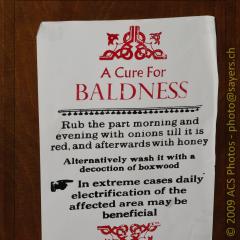 A Cure For
BALDNESS
Rub the part morning and
evening with onions till it is
red, and afterwards with honey
Alternatively wash it with a
decoction of boxwood
In extreme cases daily
electrification of the
affected area may be
beneficial
© 2009 ACS Photos - photo@sayers.ch